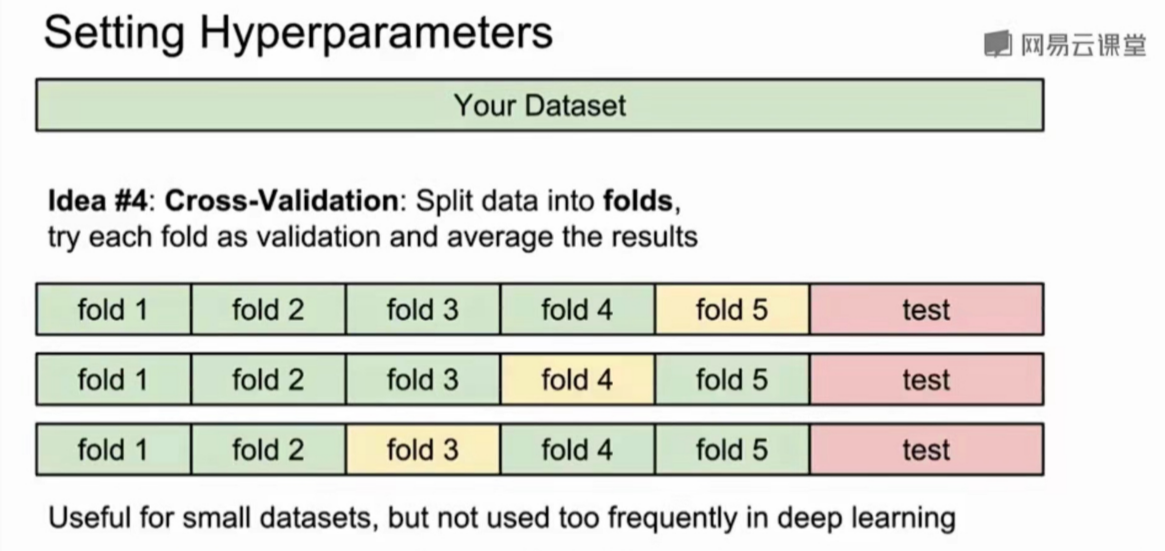 Setting Hyperparameters
网易云课堂
Your Dataset
Idea #4: Cross-Validation: Split data into folds,
try each fold as validation and average the results
fold 1 fold 2 fold 3 fold 4 fold 5 test
fold 1 fold 2 fold 3 fold 4 fold 5 test
fold 1 fold 2 fold 3 fold 4 fold 5 test
Useful for small datasets, but not used too frequently in deep learning